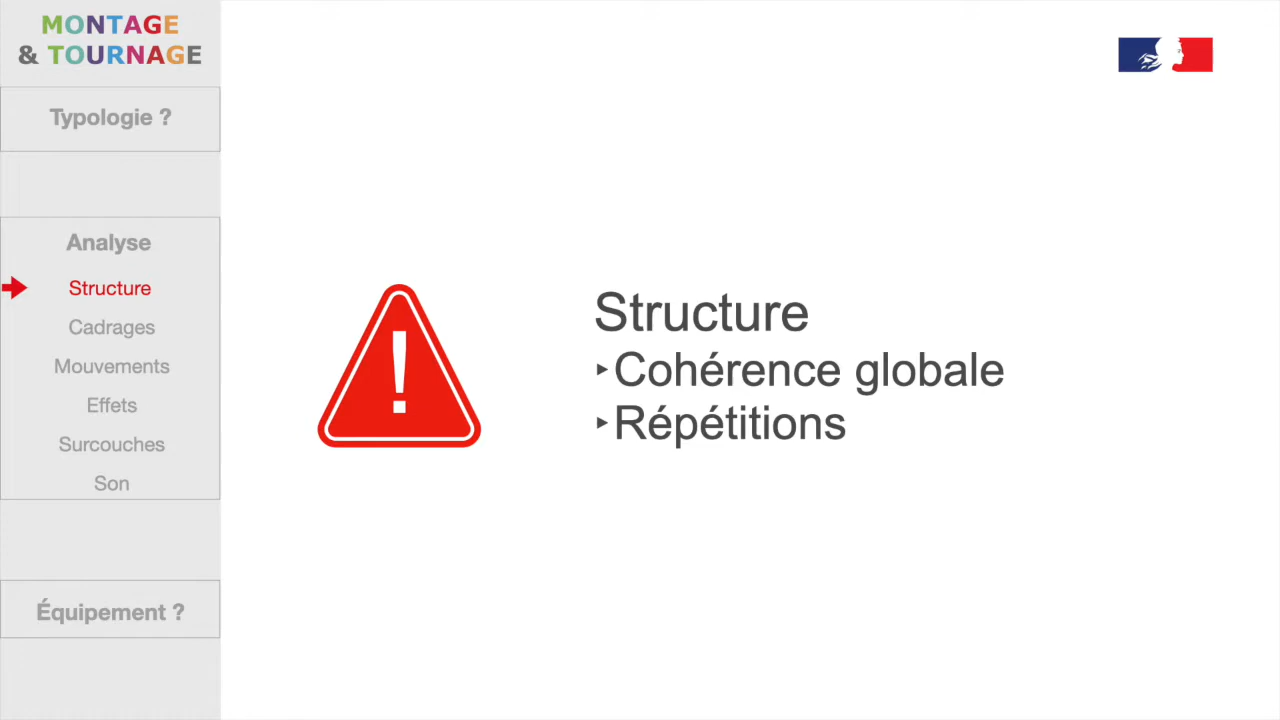 MONTAGE
& TOURNAGE
Typologie ?
Analyse
Structure
Cadrages
Mouvements
Effets
Surcouches
Son
Équipement ?
!
Structure
‣Cohérence globale
‣Répétitions